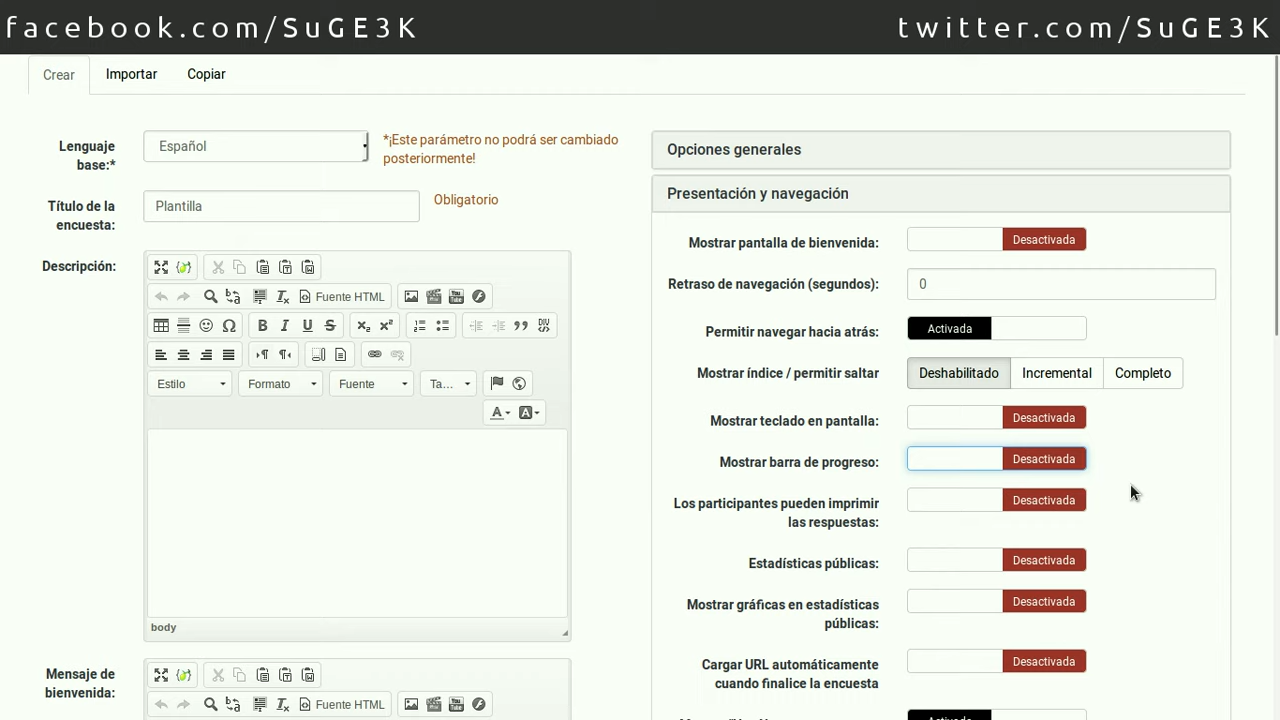 facebook.com/SuGE3K
twitter.com/SuGE3K
Crear
Importar
Copiar
Lenguaje
base:*
Español
*¡Este parámetro no podrá ser cambiado
posteriormente!
Título de la
encuesta:
Plantilla
Obligatorio
Descripción:
Fuente HTML
Estilo
Formato
Fuente
Ta...
body
Mensaje de
bienvenida:
Fuente HTML
Opciones generales
Presentación y navegación
Mostrar pantalla de bienvenida:
Desactivada
Retraso de navegación (segundos):
0
Permitir navegar hacia atrás:
Activada
Mostrar índice / permitir saltar
Deshabilitado
Incremental
Completo
Mostrar teclado en pantalla:
Desactivada
Mostrar barra de progreso:
Desactivada
Los participantes pueden imprimir
las respuestas:
Desactivada
Estadísticas públicas:
Desactivada
Mostrar gráficas en estadísticas
públicas:
Desactivada
Cargar URL automáticamente
cuando finalice la encuesta
Desactivada